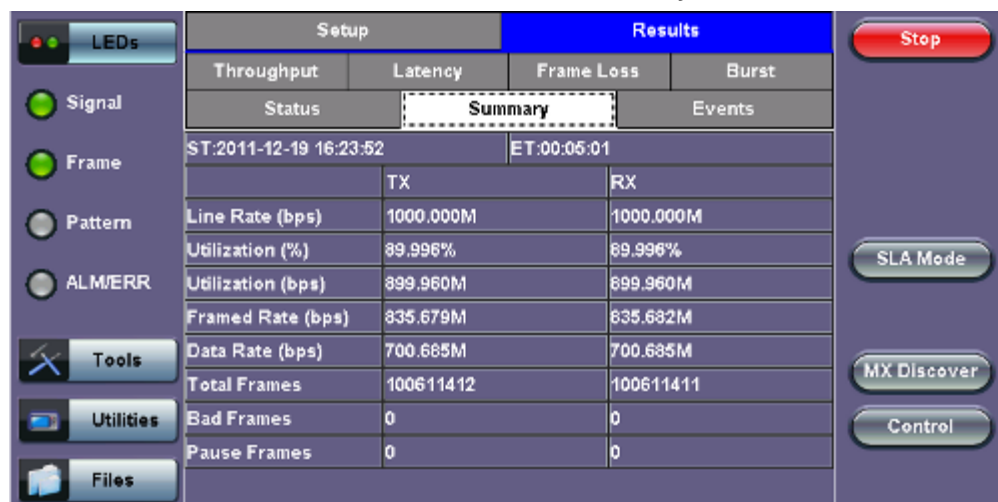 LEDs
Signal
Frame
Pattern
ALM/ERR
Tools
Utilities
Files
Setup Results
Throughput Latency Frame Loss Burst
Status Summary Events
ST:2011-12-19 16:23:52 ET:00:05:01
TX RX
Line Rate (bps) 1000.000M 1000.000M
Utilization (%) 89.996% 89.996%
Utilization (bps) 899.960M 899.960M
Framed Rate (bps) 835.679M 835.682M
Data Rate (bps) 700.685M 700.685M
Total Frames 100611412 100611411
Bad Frames 0 0
Pause Frames 0 0
Stop
SLA Mode
MX Discover
Control